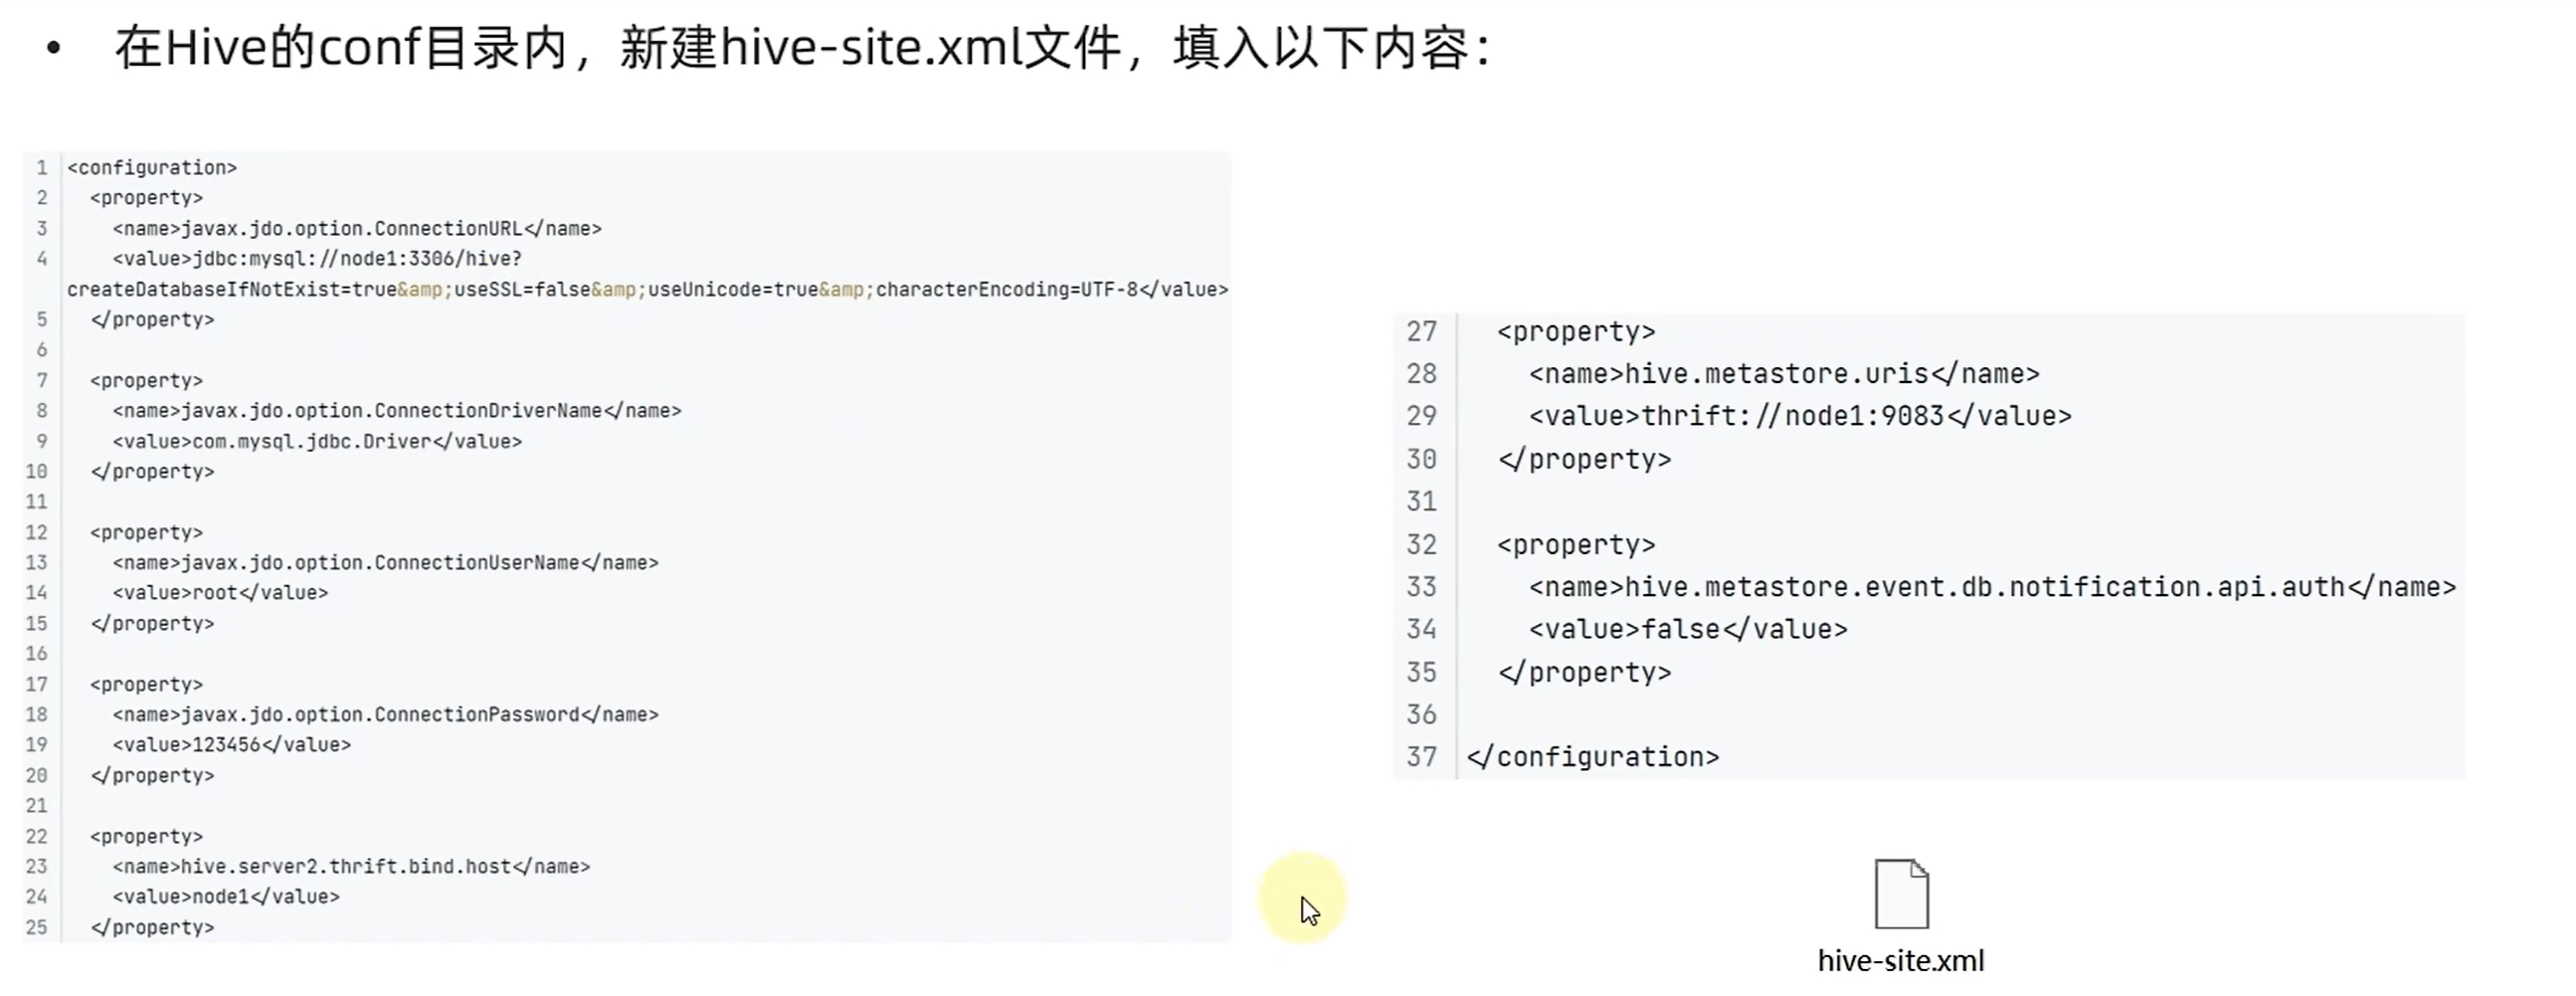 • 在Hive的conf目录内，新建hive-site.xml文件，填入以下内容：
1 <configuration>
2   <property>
3     <name>javax.jdo.option.ConnectionURL</name>
4     <value>jdbc:mysql://node1:3306/hive?
createDatabaseIfNotExist=true&amp;useSSL=false&amp;useUnicode=true&amp;characterEncoding=UTF-8</value>
5   </property>
6
7   <property>
8     <name>javax.jdo.option.ConnectionDriverName</name>
9     <value>com.mysql.jdbc.Driver</value>
10   </property>
11
12   <property>
13     <name>javax.jdo.option.ConnectionUserName</name>
14     <value>root</value>
15   </property>
16
17   <property>
18     <name>javax.jdo.option.ConnectionPassword</name>
19     <value>123456</value>
20   </property>
21
22   <property>
23     <name>hive.server2.thrift.bind.host</name>
24     <value>node1</value>
25   </property>
27   <property>
28     <name>hive.metastore.uris</name>
29     <value>thrift://node1:9083</value>
30   </property>
31
32   <property>
33     <name>hive.metastore.event.db.notification.api.auth</name>
34     <value>false</value>
35   </property>
36
37 </configuration>
hive-site.xml